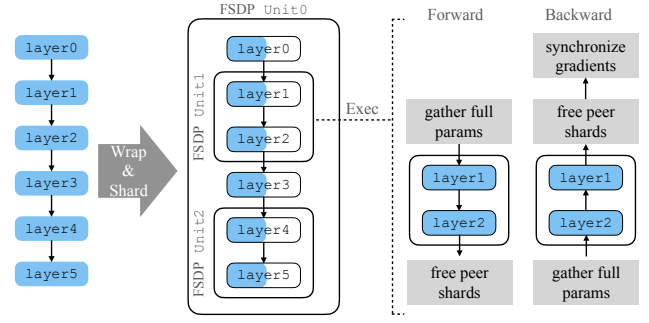 layer0
layer1
layer2
layer3
layer4
layer5
Wrap
&
Shard
FSDP Unit0
layer0
FSDP Unit1
layer1
layer2
layer3
FSDP Unit2
layer4
layer5
Exec
Forward
gather full
params
layer1
layer2
free peer
shards
Backward
synchronize
gradients
free peer
shards
layer1
layer2
gather full
params